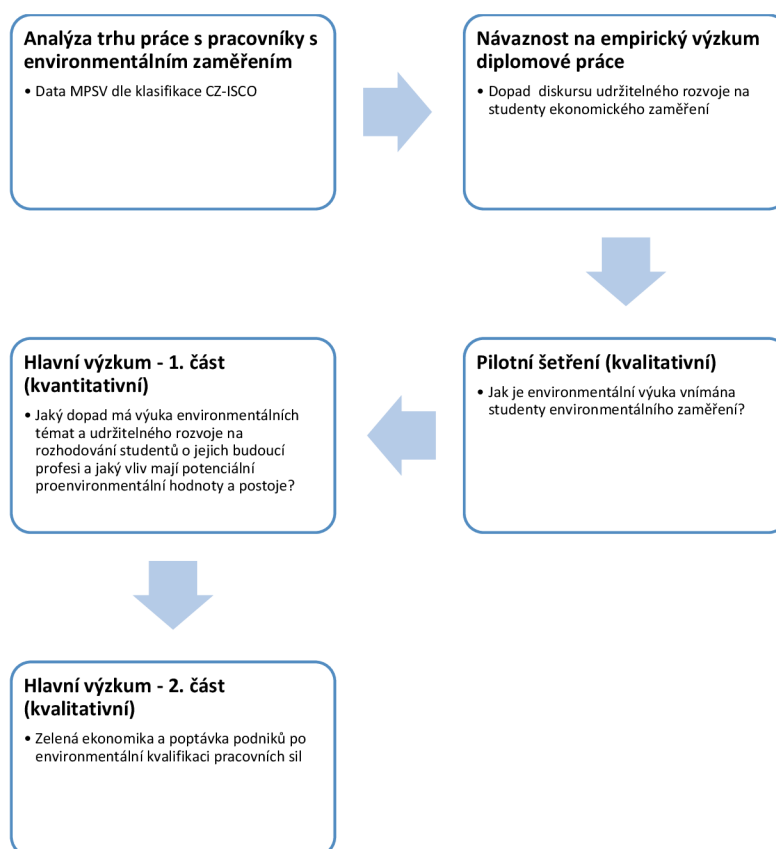 Analýza trhu práce s pracovníky s
environmentálním zaměřením
• Data MPSV dle klasifikace CZ-ISCO
Návaznost na empirický výzkum
diplomové práce
• Dopad diskursu udržitelného rozvoje na
studenty ekonomického zaměření
Pilotní šetření (kvalitativní)
• Jak je environmentální výuka vnímána
studenty environmentálního zaměření?
Hlavní výzkum - 1. část
(kvantitativní)
• Jaký dopad má výuka environmentálních
témat a udržitelného rozvoje na
rozhodování studentů o jejich budoucí
profesi a jaký vliv mají potenciální
proenvironmentální hodnoty a postoje?
Hlavní výzkum - 2. část
(kvalitativní)
• Zelená ekonomika a poptávka podniků po
environmentální kvalifikaci pracovních sil